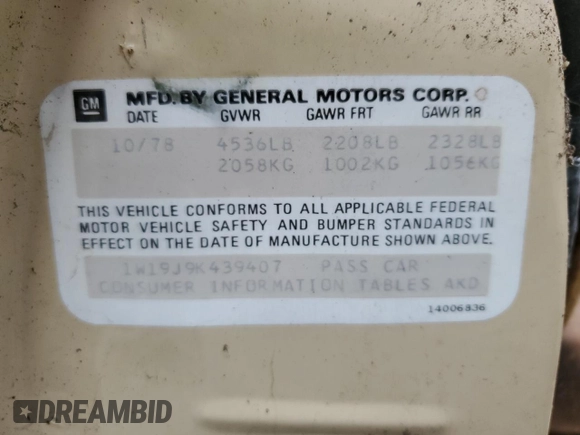 GM MFD. BY GENERAL MOTORS CORP.
DATE GVWR GAWR FRT GAWR RR
10/78 4536LB 2208LB 2328LB
2058KG 1002KG 1056KG
THIS VEHICLE CONFORMS TO ALL APPLICABLE FEDERAL
MOTOR VEHICLE SAFETY AND BUMPER STANDARDS IN
EFFECT ON THE DATE OF MANUFACTURE SHOWN ABOVE.
1W19J9K439407 PASS CAR
CONSUMER INFORMATION TABLES AKD
14006836
DREAMBID